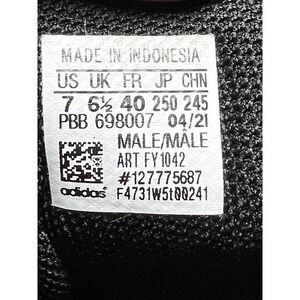 MADE IN INDONESIA
US UK FR JP CHN
7 6½ 40 250 245
PBB 698007 04/21
MALE/MÂLE
ART FY1042
#127775687
adidas F4731W5t00241